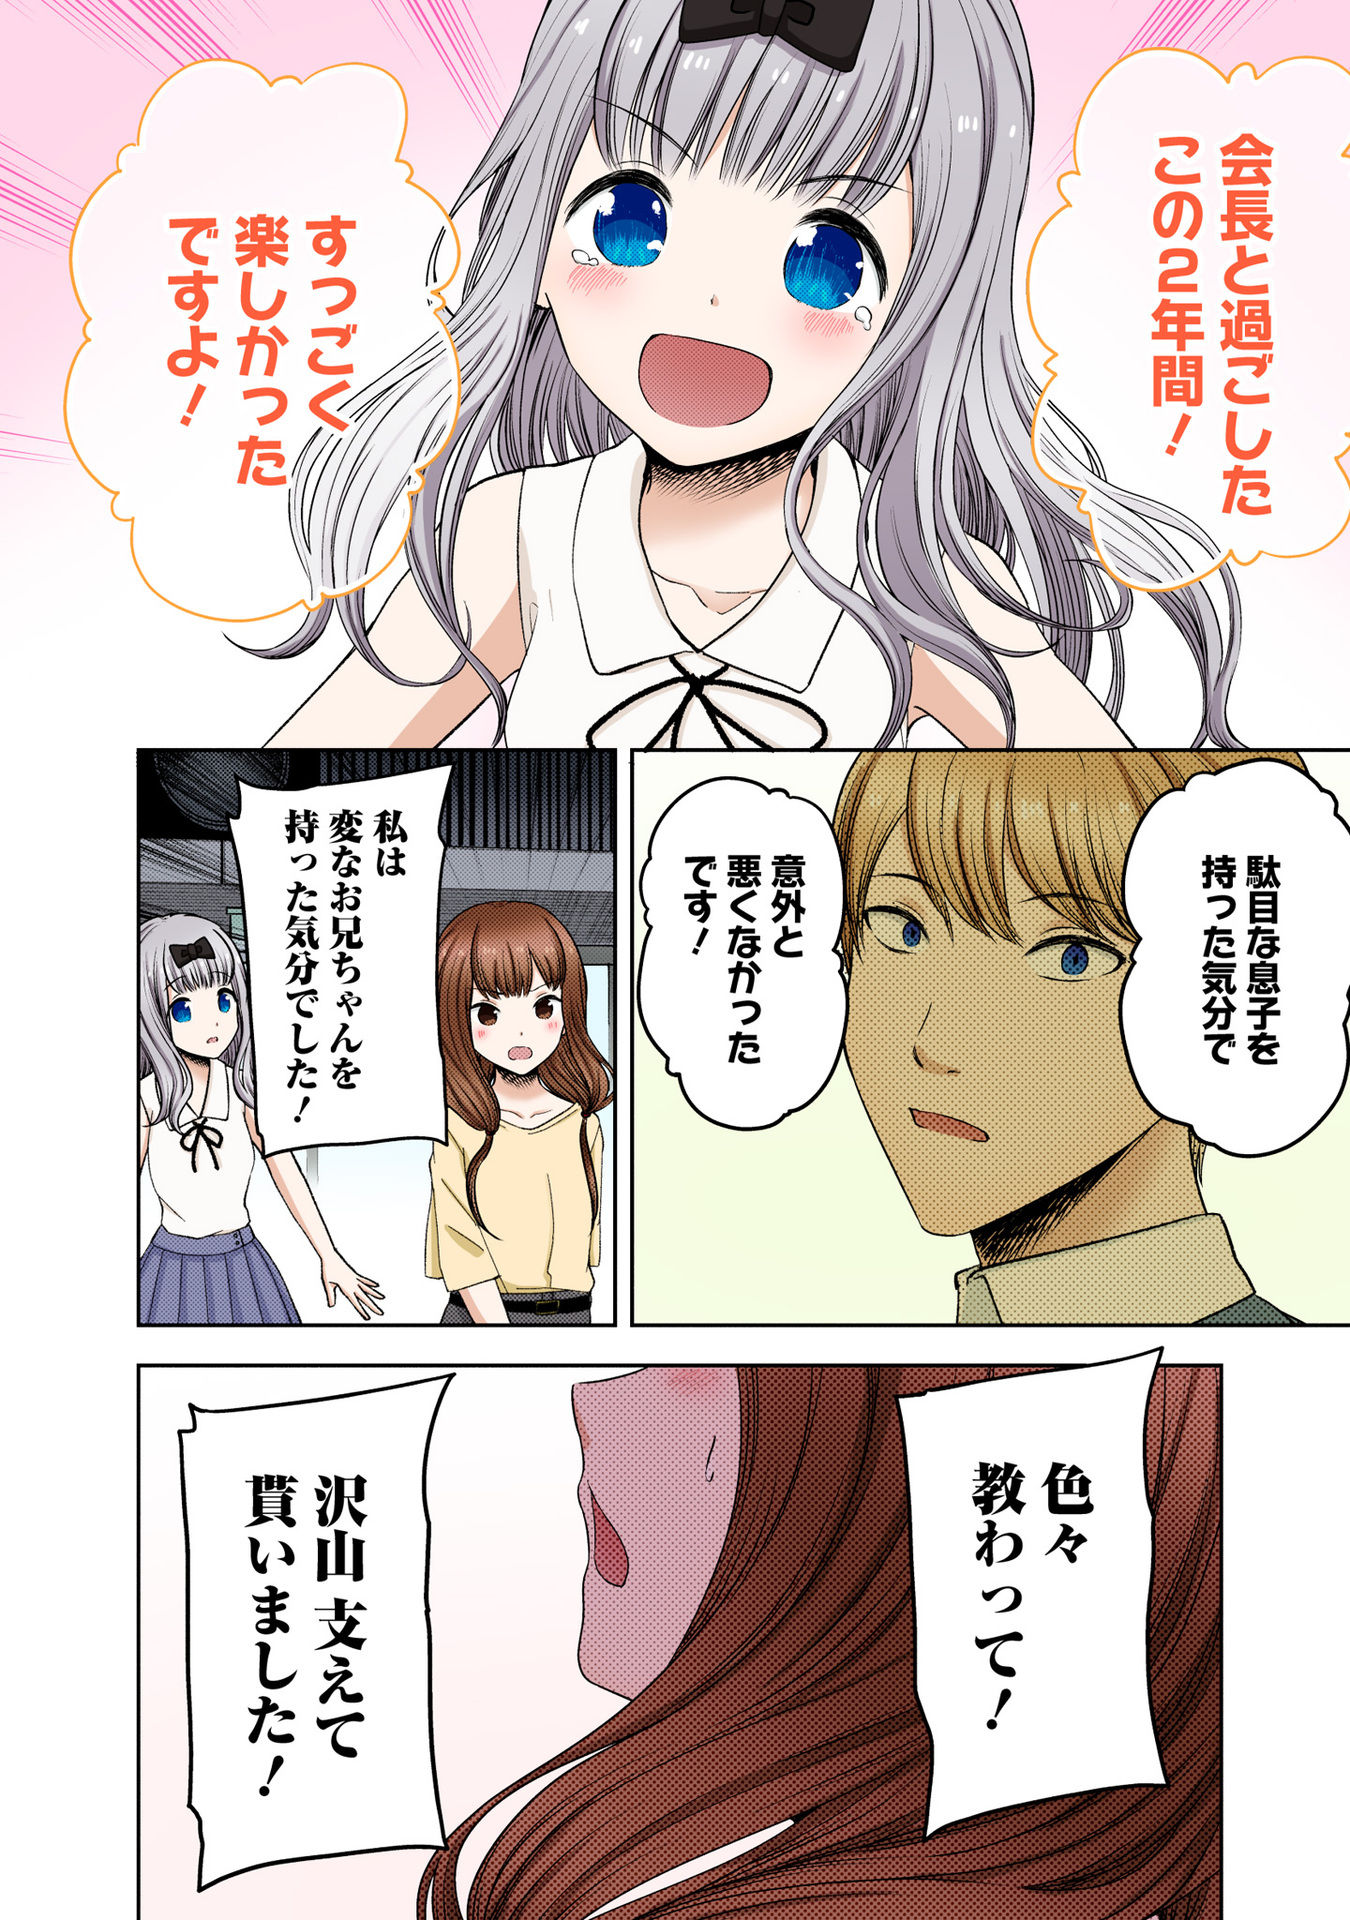 会長と過ごした
この2年間！
すっごく
楽しかった
ですよ！
駄目な息子を
持った気分で
意外と
悪くなかった
です！
私は
変なお兄ちゃんを
持った気分でした！
色々
教わって！
沢山 支えて
貰いました！